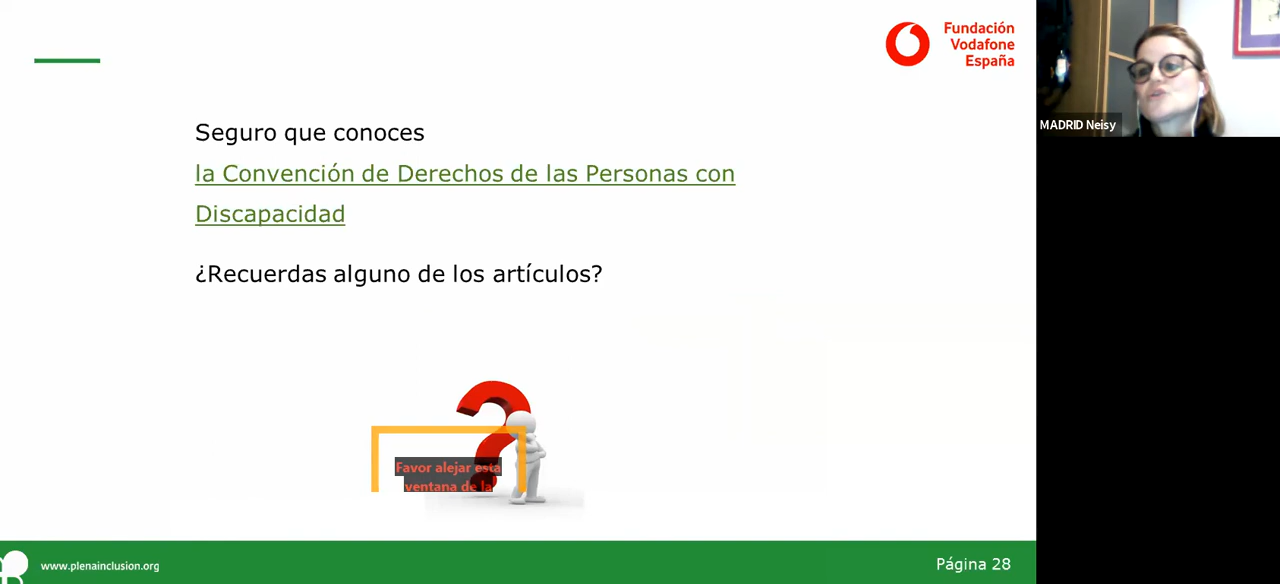 Fundación
Vodafone
España
MADRID Neisy
Seguro que conoces
la Convención de Derechos de las Personas con
Discapacidad
¿Recuerdas alguno de los artículos?
Favor alejar esta
ventana de la
www.plenainclusion.org
Página 28